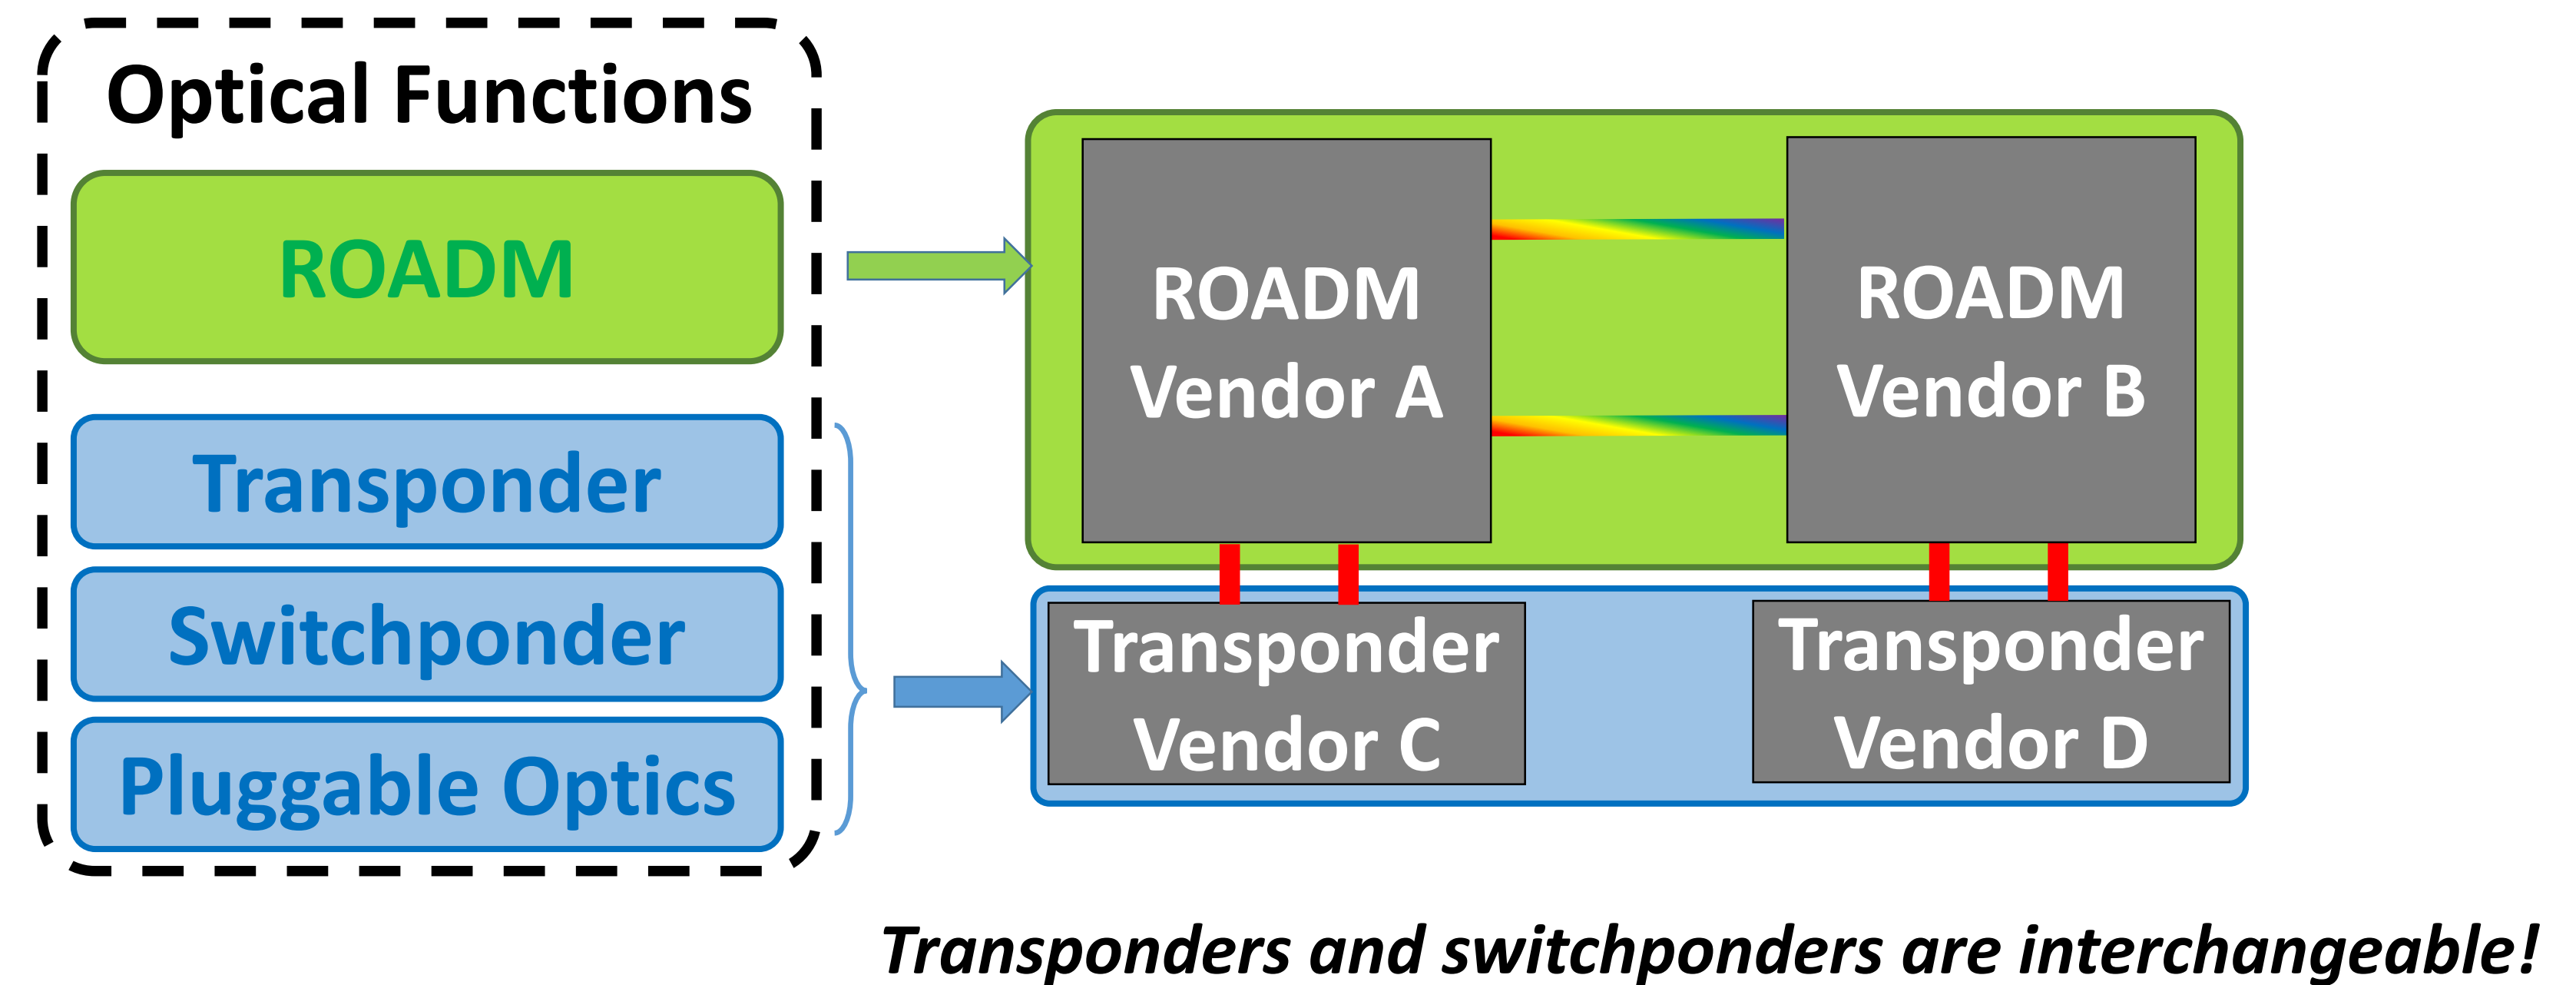 Optical Functions
ROADM
Transponder
Switchponder
Pluggable Optics
ROADM
Vendor A
ROADM
Vendor B
Transponder
Vendor C
Transponder
Vendor D
Transponders and switchponders are interchangeable!